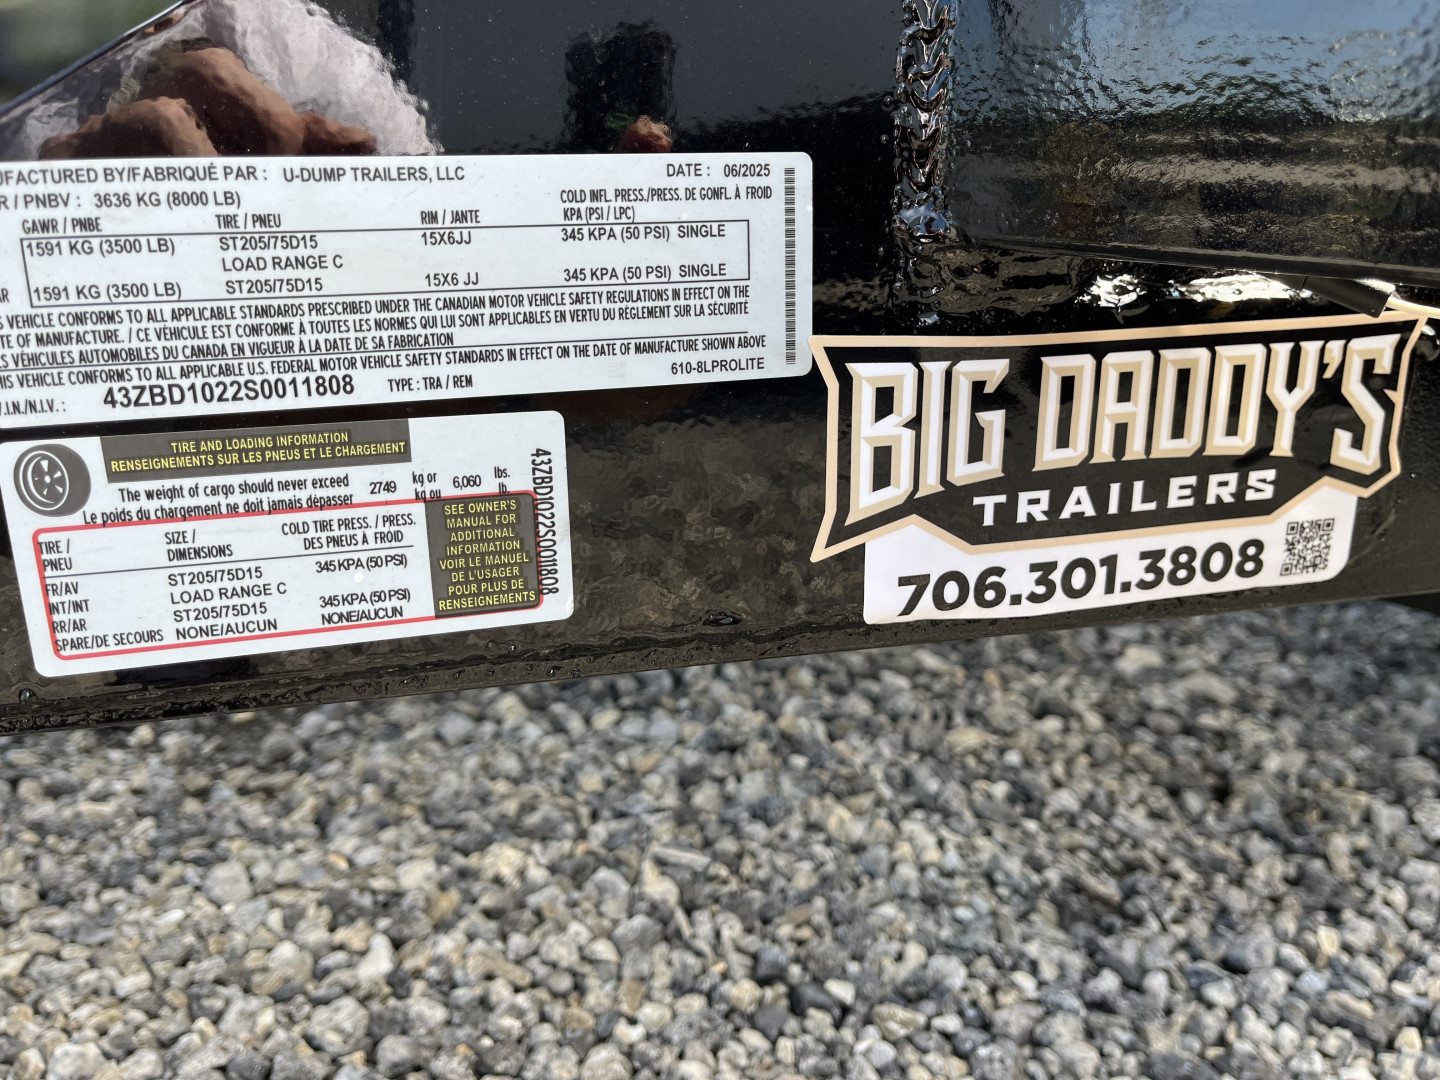 UFACTURED BY/FABRIQUÉ PAR : U-DUMP TRAILERS, LLC DATE : 06/2025
R / PNBV : 3636 KG (8000 LB)
GAWR / PNBE TIRE / PNEU RIM / JANTE COLD INFL. PRESS./PRESS. DE GONFL. À FROID
KPA (PSI / LPC)
1591 KG (3500 LB) ST205/75D15 15X6JJ 345 KPA (50 PSI) SINGLE
LOAD RANGE C
AR 1591 KG (3500 LB) ST205/75D15 15X6 JJ 345 KPA (50 PSI) SINGLE
S VEHICLE CONFORMS TO ALL APPLICABLE STANDARDS PRESCRIBED UNDER THE CANADIAN MOTOR VEHICLE SAFETY REGULATIONS IN EFFECT ON THE
TE OF MANUFACTURE. / CE VÉHICULE EST CONFORME À TOUTES LES NORMES QUI LUI SONT APPLICABLES EN VERTU DU RÈGLEMENT SUR LA SÉCURITÉ
ES VÉHICULES AUTOMOBILES DU CANADA EN VIGUEUR À LA DATE DE SA FABRICATION
HIS VEHICLE CONFORMS TO ALL APPLICABLE U.S. FEDERAL MOTOR VEHICLE SAFETY STANDARDS IN EFFECT ON THE DATE OF MANUFACTURE SHOWN ABOVE
V.I.N./N.I.V. : 43ZBD1022S0011808 TYPE : TRA / REM 610-8LPROLITE
TIRE AND LOADING INFORMATION
RENSEIGNEMENTS SUR LES PNEUS ET LE CHARGEMENT
The weight of cargo should never exceed 2749 kg or 6,060 lbs.
Le poids du chargement ne doit jamais dépasser kg ou lb.
TIRE / SIZE / COLD TIRE PRESS. / PRESS.
PNEU DIMENSIONS DES PNEUS À FROID
FR/AV ST205/75D15 345 KPA (50 PSI)
INT/INT LOAD RANGE C
RR/AR ST205/75D15 345 KPA (50 PSI)
SPARE/DE SECOURS NONE/AUCUN NONE/AUCUN
SEE OWNER'S
MANUAL FOR
ADDITIONAL
INFORMATION
VOIR LE MANUEL
DE L'USAGER
POUR PLUS DE
RENSEIGNEMENTS
43ZBD1022S0011808
BIG DADDY'S
TRAILERS
706.301.3808